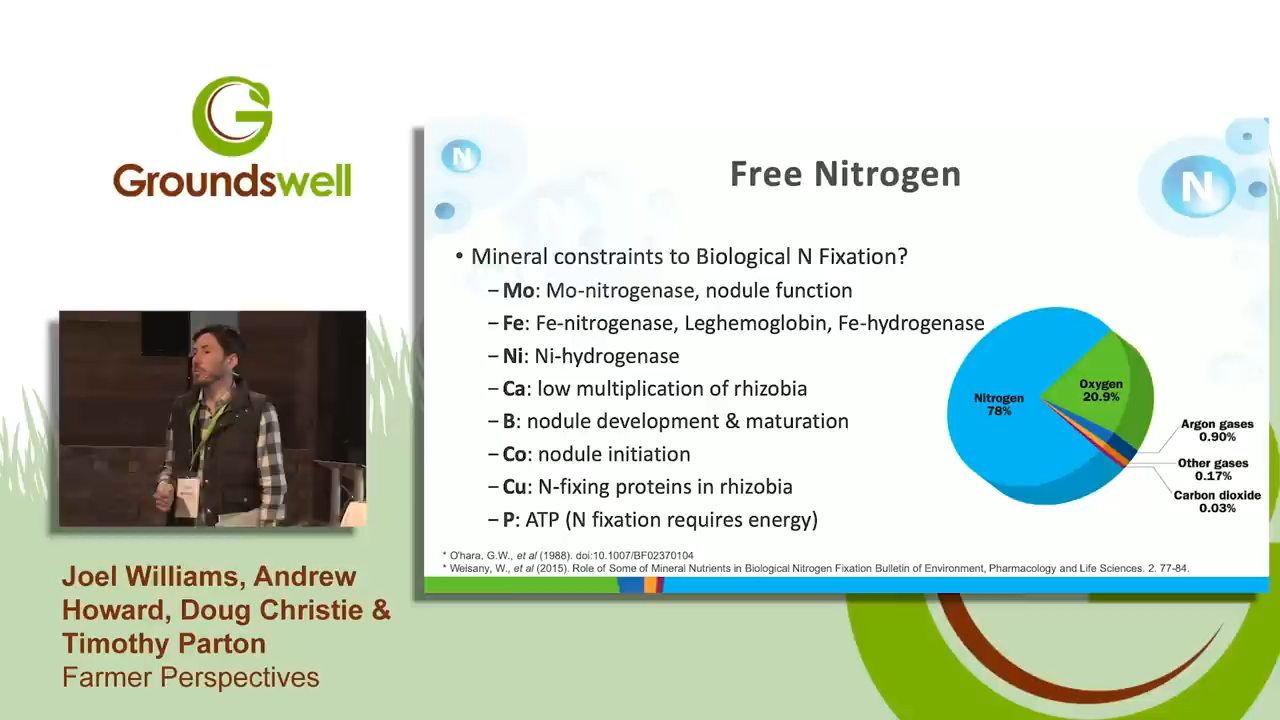 Groundswell
N
N
Free Nitrogen
• Mineral constraints to Biological N Fixation?
– Mo: Mo-nitrogenase, nodule function
– Fe: Fe-nitrogenase, Leghemoglobin, Fe-hydrogenase
– Ni: Ni-hydrogenase
– Ca: low multiplication of rhizobia
– B: nodule development & maturation
– Co: nodule initiation
– Cu: N-fixing proteins in rhizobia
– P: ATP (N fixation requires energy)
Nitrogen
78%
Oxygen
20.9%
Argon gases
0.90%
Other gases
0.17%
Carbon dioxide
0.03%
* O'hara, G.W., et al (1988). doi:10.1007/BF02370104
* Weisany, W., et al (2015). Role of Some of Mineral Nutrients in Biological Nitrogen Fixation Bulletin of Environment, Pharmacology and Life Sciences. 2. 77-84.
Joel Williams, Andrew
Howard, Doug Christie &
Timothy Parton
Farmer Perspectives